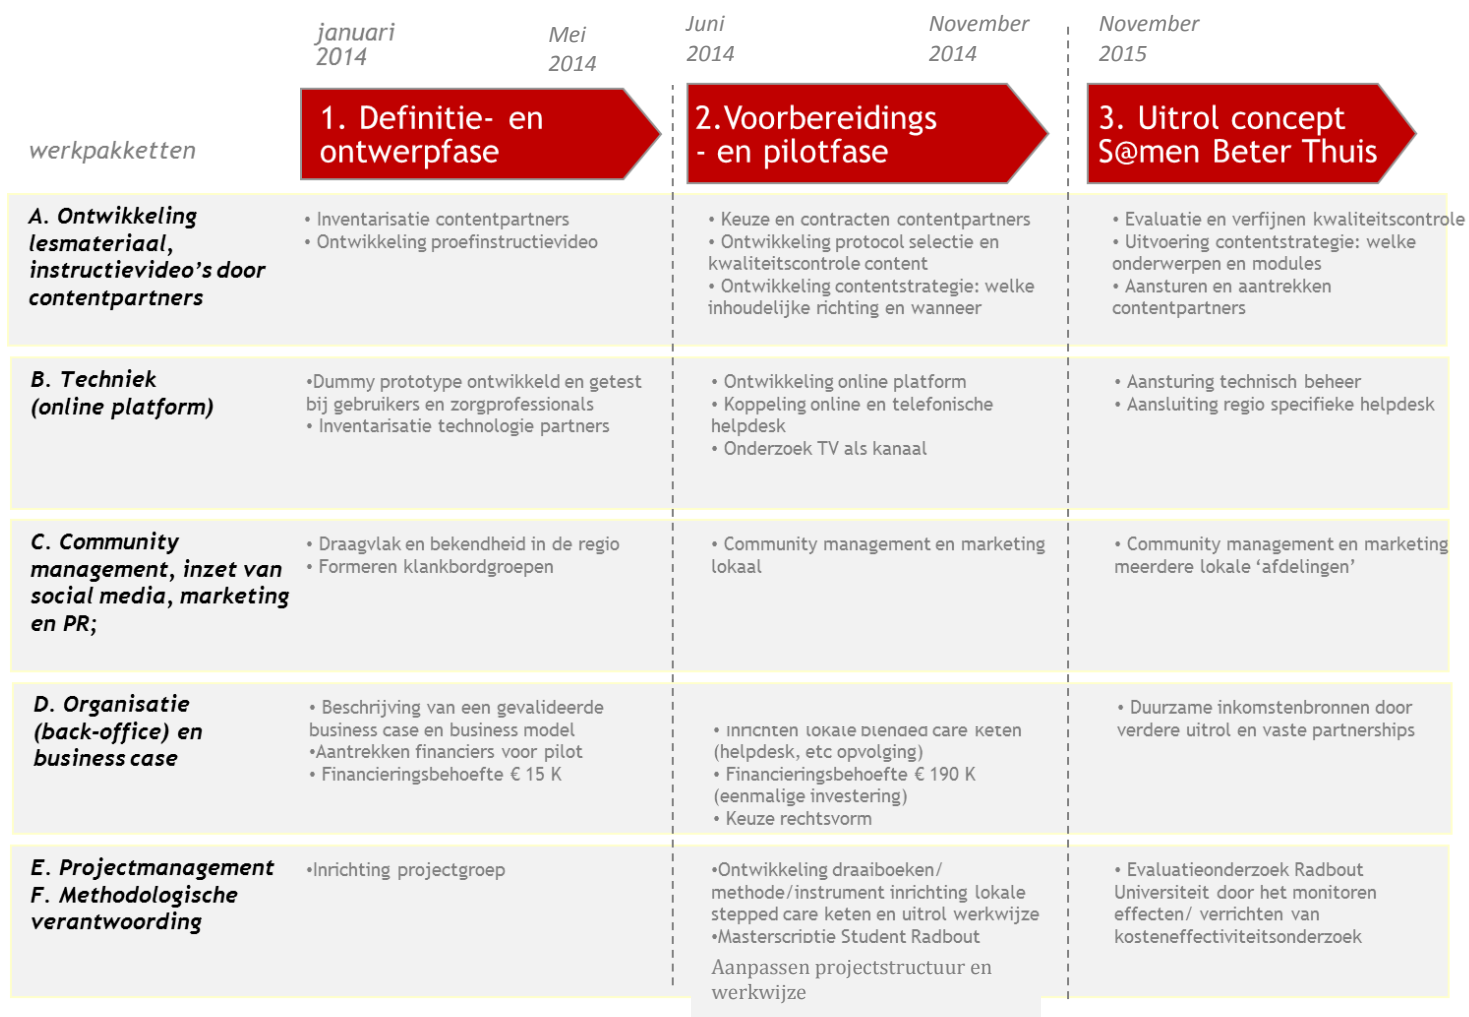 januari
2014
Mei
2014
Juni
2014
November
2014
November
2015
werkpakketten
1. Definitie- en
ontwerpfase
2.Voorbereidings
- en pilotfase
3. Uitrol concept
S@men Beter Thuis
A. Ontwikkeling
lesmateriaal,
instructievideo's door
contentpartners
• Inventarisatie contentpartners
• Ontwikkeling proefinstructievideo
• Keuze en contracten contentpartners
• Ontwikkeling protocol selectie en
kwaliteitscontrole content
• Ontwikkeling contentstrategie: welke
inhoudelijke richting en wanneer
• Evaluatie en verfijnen kwaliteitscontrole
• Uitvoering contentstrategie: welke
onderwerpen en modules
• Aansturen en aantrekken
contentpartners
B. Techniek
(online platform)
•Dummy prototype ontwikkeld en getest
bij gebruikers en zorgprofessionals
• Inventarisatie technologie partners
• Ontwikkeling online platform
• Koppeling online en telefonische
helpdesk
• Onderzoek TV als kanaal
• Aansturing technisch beheer
• Aansluiting regio specifieke helpdesk
C. Community
management, inzet van
social media, marketing
en PR;
• Draagvlak en bekendheid in de regio
• Formeren klankbordgroepen
• Community management en marketing
lokaal
• Community management en marketing
meerdere lokale ‘afdelingen’
D. Organisatie
(back-office) en
business case
• Beschrijving van een gevalideerde
business case en business model
•Aantrekken financiers voor pilot
• Financieringsbehoefte € 15 K
• Inrichten lokale blended care keten
(helpdesk, etc opvolging)
• Financieringsbehoefte € 190 K
(eenmalige investering)
• Keuze rechtsvorm
• Duurzame inkomstenbronnen door
verdere uitrol en vaste partnerships
E. Projectmanagement
F. Methodologische
verantwoording
•Inrichting projectgroep
•Ontwikkeling draaiboeken/
methode/instrument inrichting lokale
stepped care keten en uitrol werkwijze
•Masterscriptie Student Radbout
Aanpassen projectstructuur en
werkwijze
• Evaluatieonderzoek Radbout
Universiteit door het monitoren
effecten/ verrichten van
kosteneffectiviteitsonderzoek